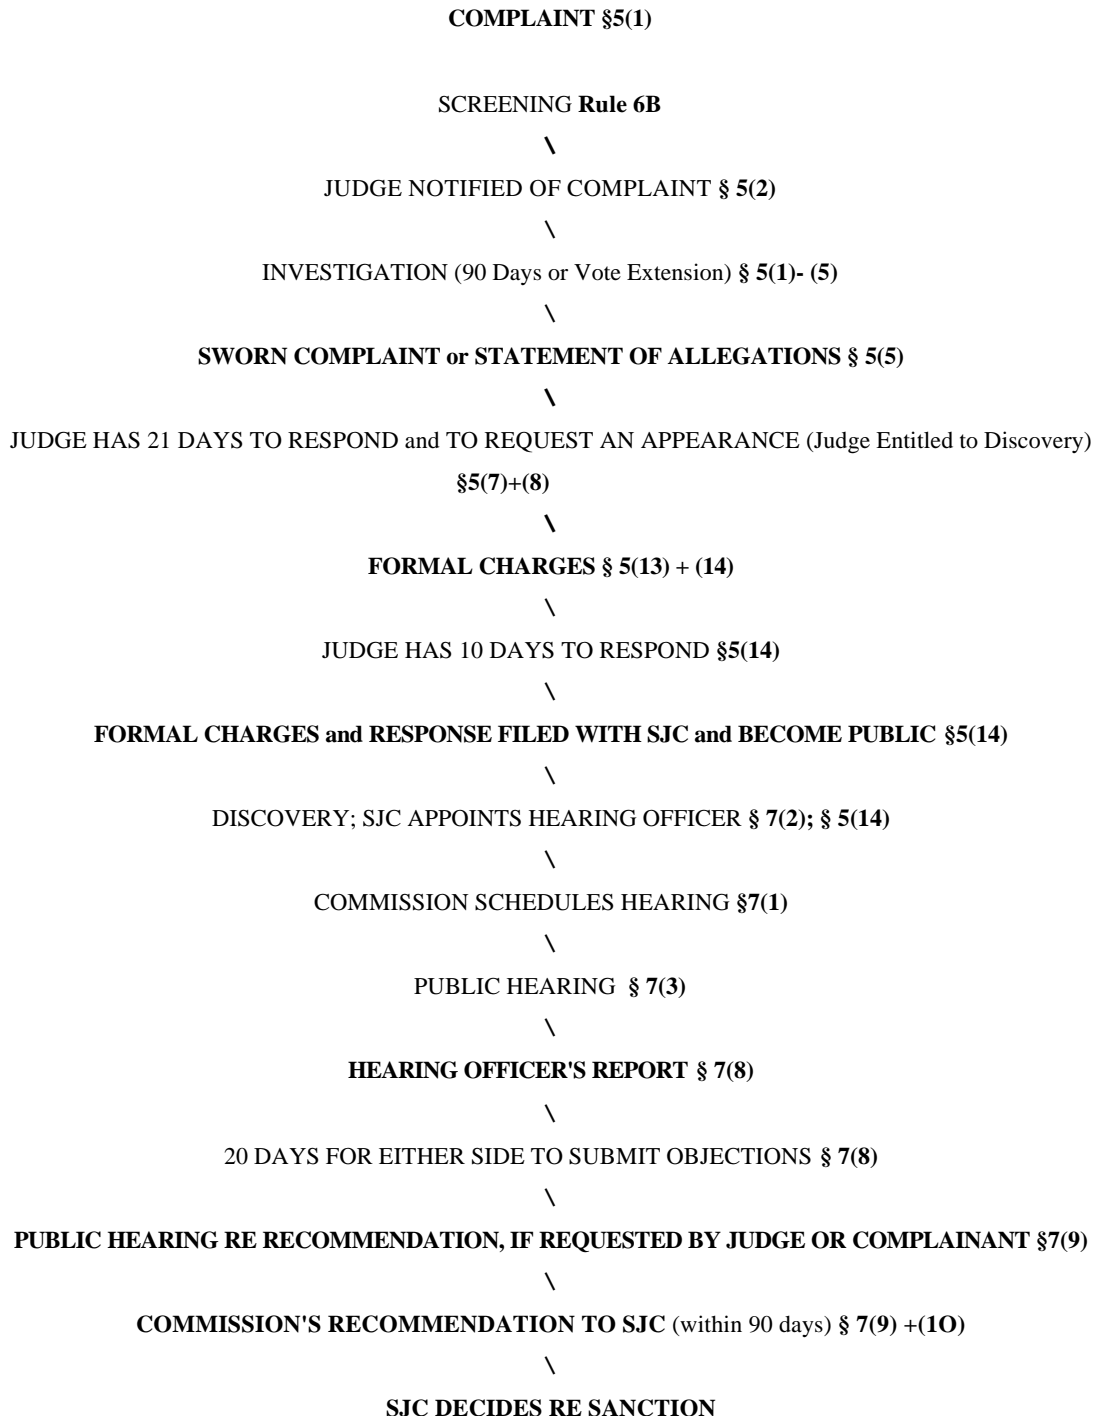 COMPLAINT §5(1)
SCREENING Rule 6B
\
JUDGE NOTIFIED OF COMPLAINT § 5(2)
\
INVESTIGATION (90 Days or Vote Extension) § 5(1)- (5)
\
SWORN COMPLAINT or STATEMENT OF ALLEGATIONS § 5(5)
\
JUDGE HAS 21 DAYS TO RESPOND and TO REQUEST AN APPEARANCE (Judge Entitled to Discovery)
§5(7)+(8)
\
FORMAL CHARGES § 5(13) + (14)
\
JUDGE HAS 10 DAYS TO RESPOND §5(14)
\
FORMAL CHARGES and RESPONSE FILED WITH SJC and BECOME PUBLIC §5(14)
\
DISCOVERY; SJC APPOINTS HEARING OFFICER § 7(2); § 5(14)
\
COMMISSION SCHEDULES HEARING §7(1)
\
PUBLIC HEARING § 7(3)
\
HEARING OFFICER'S REPORT § 7(8)
\
20 DAYS FOR EITHER SIDE TO SUBMIT OBJECTIONS § 7(8)
\
PUBLIC HEARING RE RECOMMENDATION, IF REQUESTED BY JUDGE OR COMPLAINANT §7(9)
\
COMMISSION'S RECOMMENDATION TO SJC (within 90 days) § 7(9) +(1O)
\
SJC DECIDES RE SANCTION